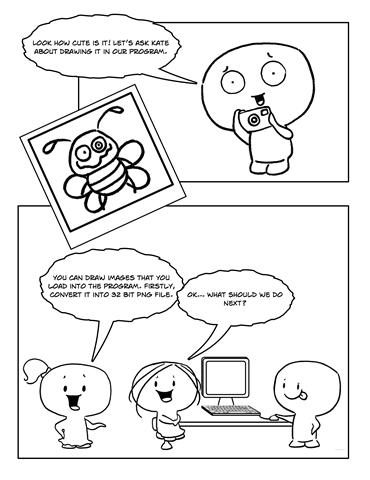 LOOK HOW CUTE IS IT! LET'S ASK KATE
ABOUT DRAWING IT IN OUR PROGRAM.
YOU CAN DRAW IMAGES THAT YOU
LOAD INTO THE PROGRAM. FIRSTLY,
CONVERT IT INTO 32 BIT PNG FILE.
OK... WHAT SHOULD WE DO
NEXT?